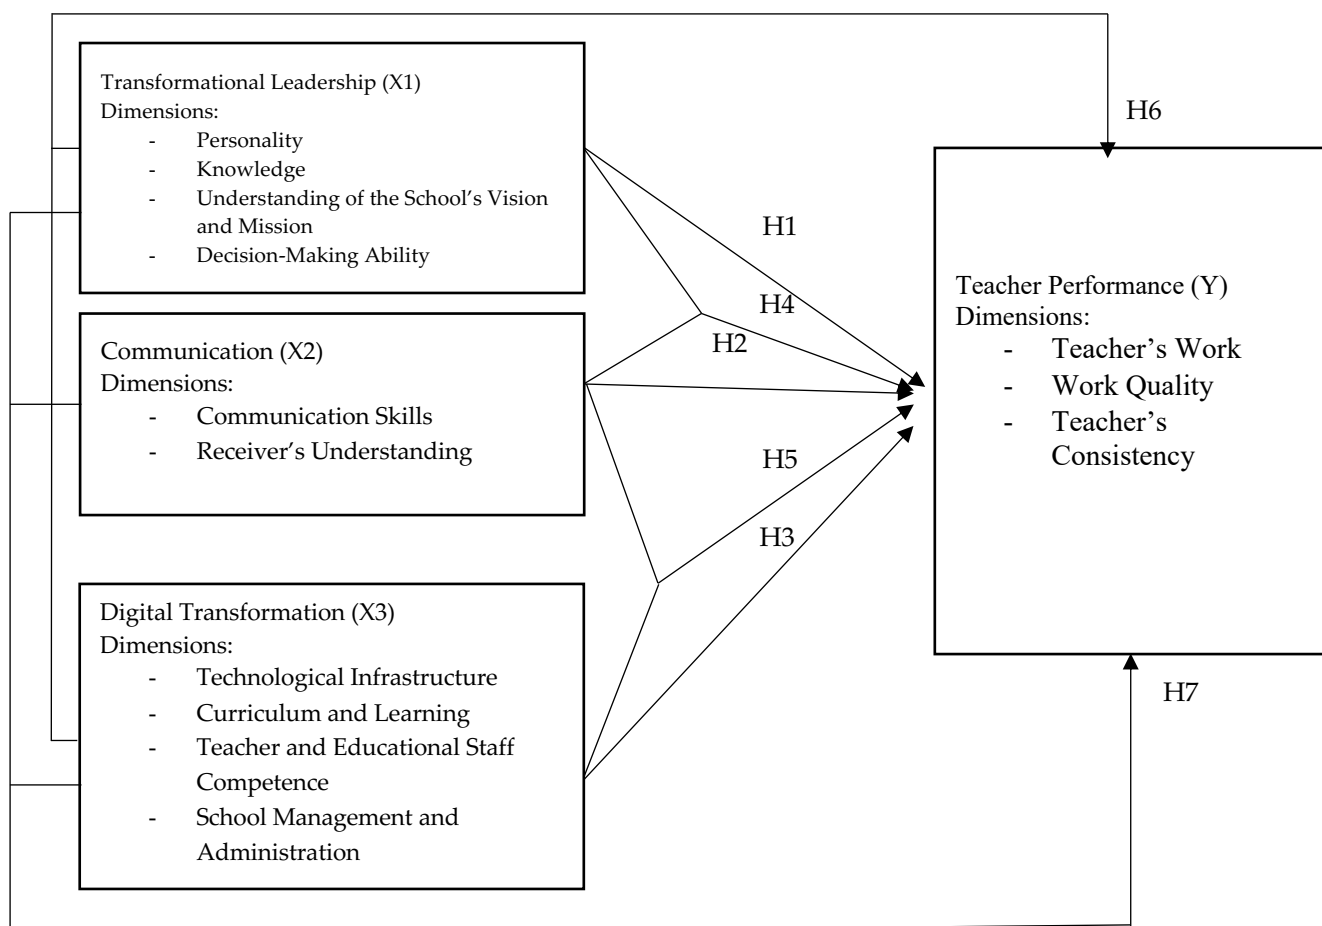 Transformational Leadership (X1)
Dimensions:
- Personality
- Knowledge
- Understanding of the School’s Vision
and Mission
- Decision-Making Ability
Communication (X2)
Dimensions:
- Communication Skills
- Receiver’s Understanding
Digital Transformation (X3)
Dimensions:
- Technological Infrastructure
- Curriculum and Learning
- Teacher and Educational Staff
Competence
- School Management and
Administration
H1
H4
H2
H5
H3
H6
Teacher Performance (Y)
Dimensions:
- Teacher’s Work
- Work Quality
- Teacher’s
Consistency
H7